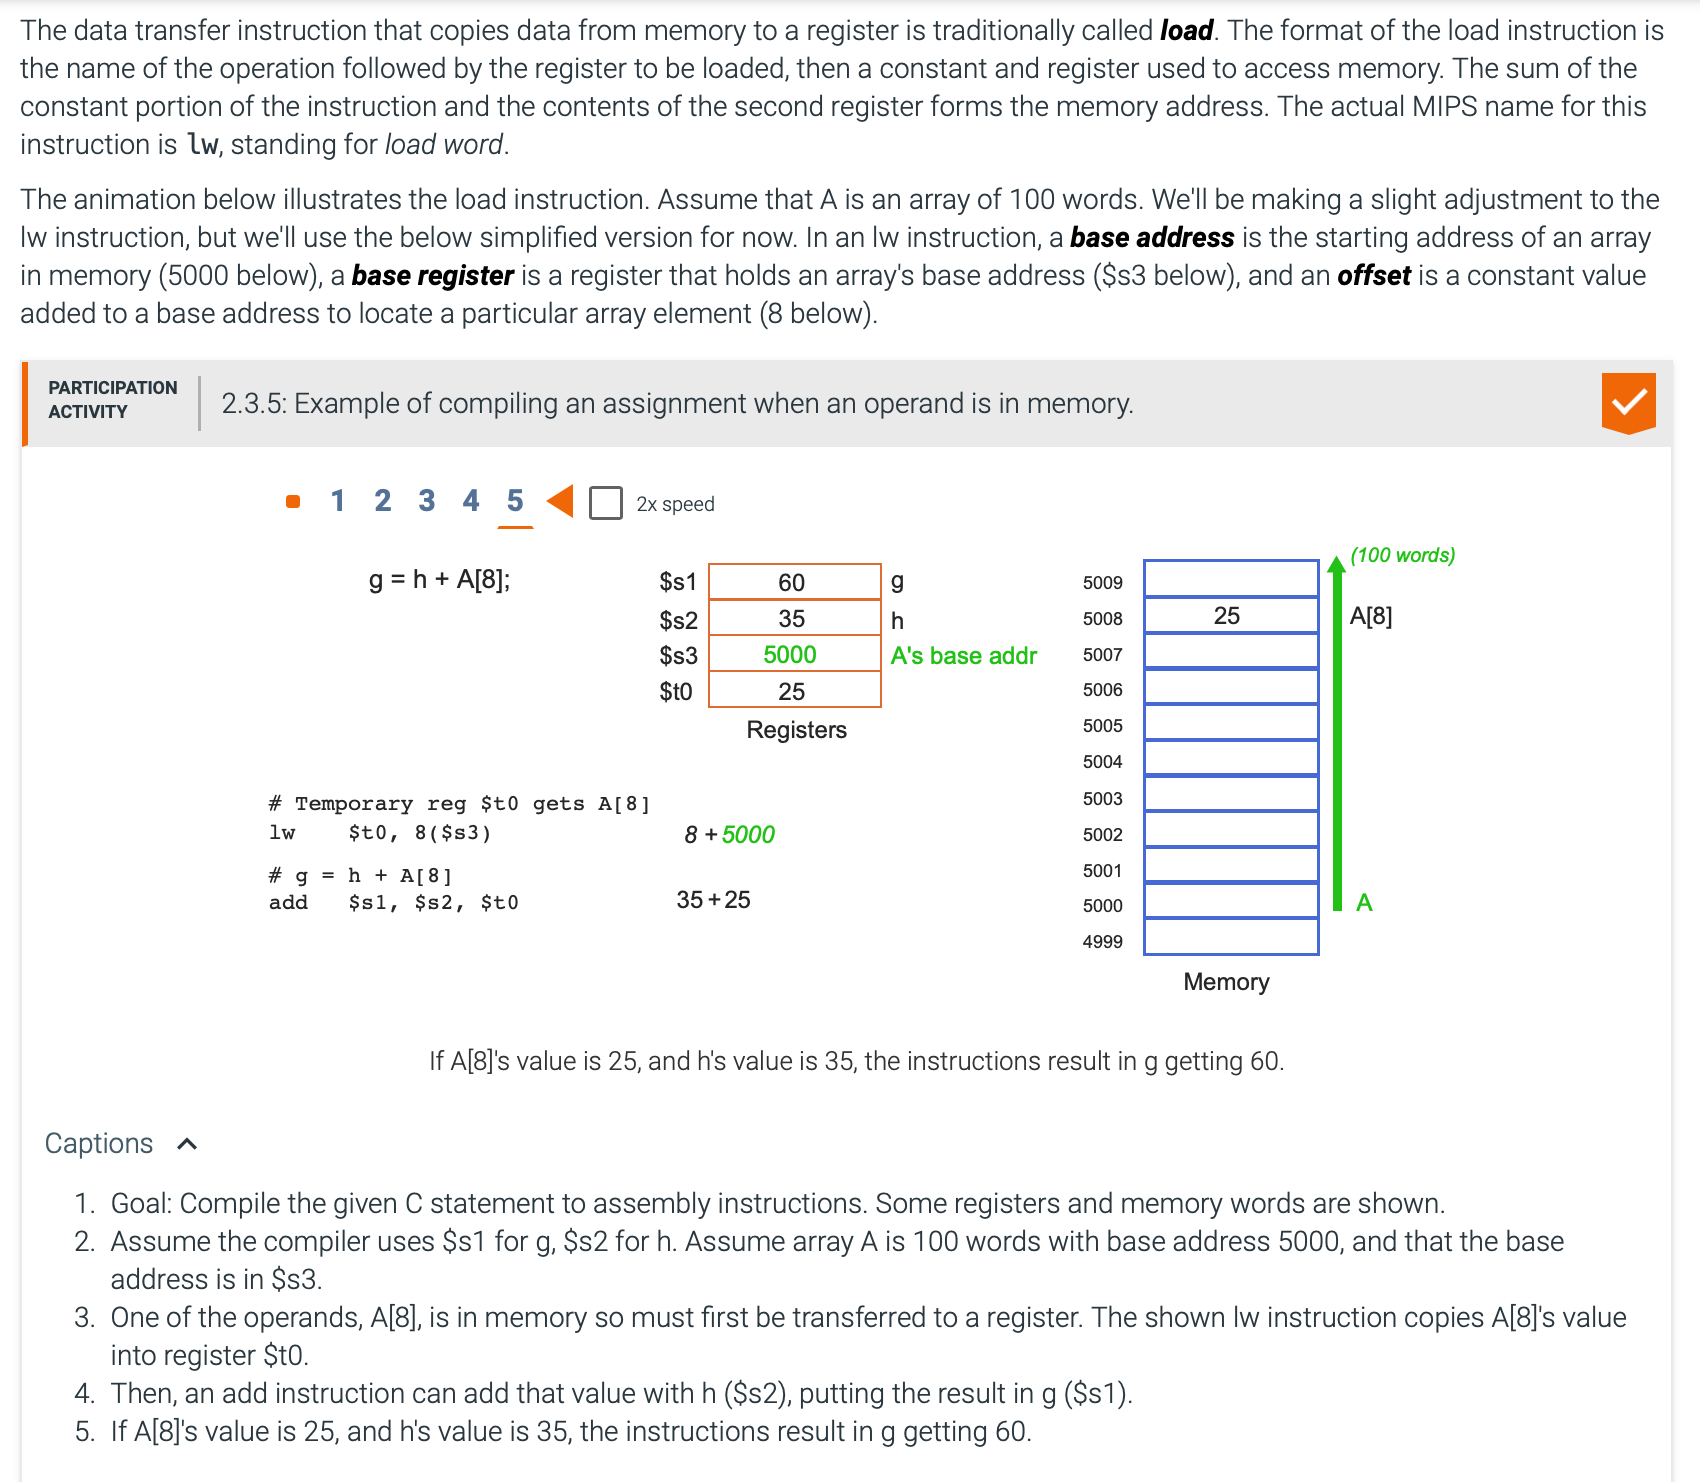 The data transfer instruction that copies data from memory to a register is traditionally called load. The format of the load instruction is
the name of the operation followed by the register to be loaded, then a constant and register used to access memory. The sum of the
constant portion of the instruction and the contents of the second register forms the memory address. The actual MIPS name for this
instruction is lw, standing for load word.
The animation below illustrates the load instruction. Assume that A is an array of 100 words. We'll be making a slight adjustment to the
lw instruction, but we'll use the below simplified version for now. In an lw instruction, a base address is the starting address of an array
in memory (5000 below), a base register is a register that holds an array's base address ($s3 below), and an offset is a constant value
added to a base address to locate a particular array element (8 below).
PARTICIPATION
ACTIVITY
2.3.5: Example of compiling an assignment when an operand is in memory.
1 2 3 4 5 2x speed
g = h + A[8];
$s1 60 g
$s2 35 h
$s3 5000 A's base addr
$t0 25
Registers
# Temporary reg $t0 gets A[8]
lw $t0, 8($s3) 8 + 5000
# g = h + A[8]
add $s1, $s2, $t0 35 + 25
(100 words)
5009
5008 25 A[8]
5007
5006
5005
5004
5003
5002
5001
5000 A
4999
Memory
If A[8]'s value is 25, and h's value is 35, the instructions result in g getting 60.
Captions
1. Goal: Compile the given C statement to assembly instructions. Some registers and memory words are shown.
2. Assume the compiler uses $s1 for g, $s2 for h. Assume array A is 100 words with base address 5000, and that the base
address is in $s3.
3. One of the operands, A[8], is in memory so must first be transferred to a register. The shown lw instruction copies A[8]'s value
into register $t0.
4. Then, an add instruction can add that value with h ($s2), putting the result in g ($s1).
5. If A[8]'s value is 25, and h's value is 35, the instructions result in g getting 60.